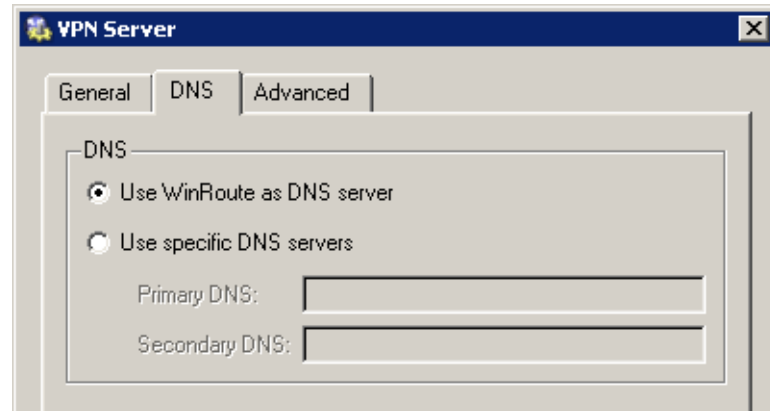 VPN Server
General DNS Advanced
DNS
Use WinRoute as DNS server
Use specific DNS servers
Primary DNS:
Secondary DNS: